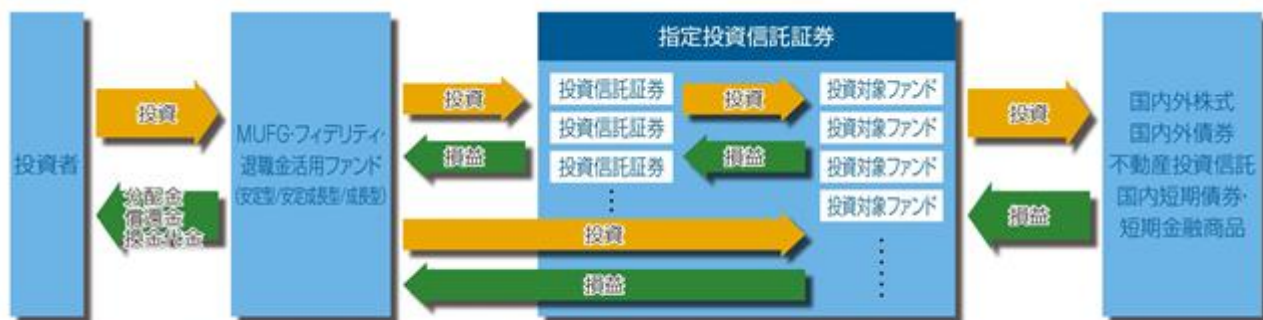 投資者
投資
分配金
償還金
換金代金
MUFG・フィデリティ・
退職金活用ファンド
(安定型/安定成長型/成長型)
投資
損益
指定投資信託証券
投資信託証券
投資信託証券
投資信託証券
投資
損益
投資対象ファンド
投資対象ファンド
投資対象ファンド
投資対象ファンド
投資
損益
投資
損益
国内外株式
国内外債券
不動産投資信託
国内短期債券・
短期金融商品